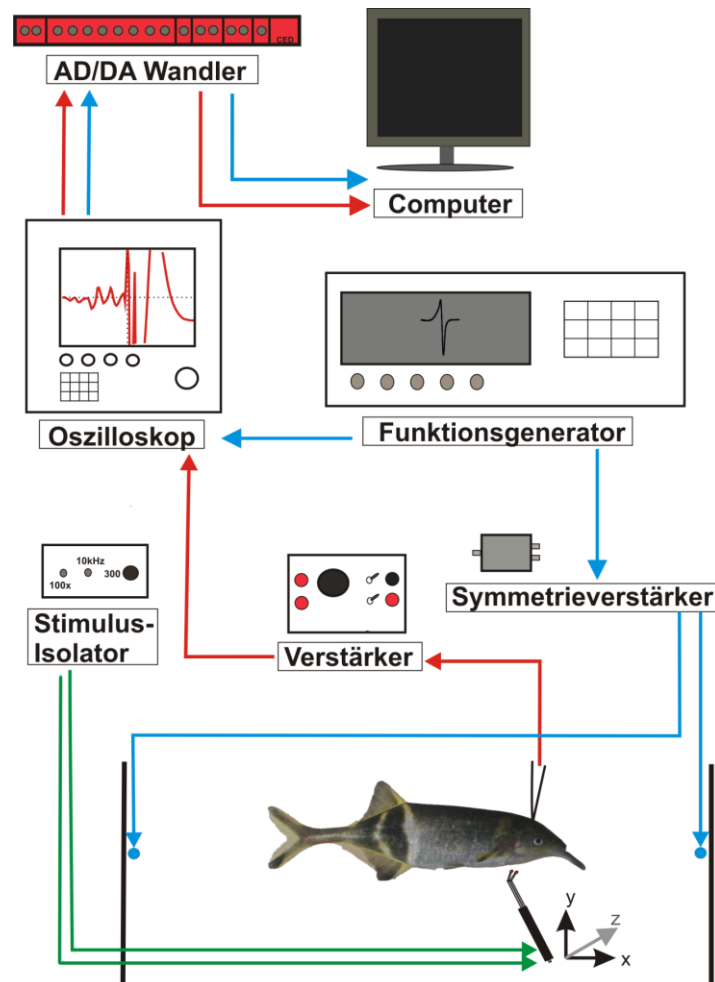 CED
AD/DA Wandler
Computer
Oszilloskop
Funktionsgenerator
10kHz
100x
300
Stimulus-
Isolator
Verstärker
Symmetrieverstärker
y
z
x